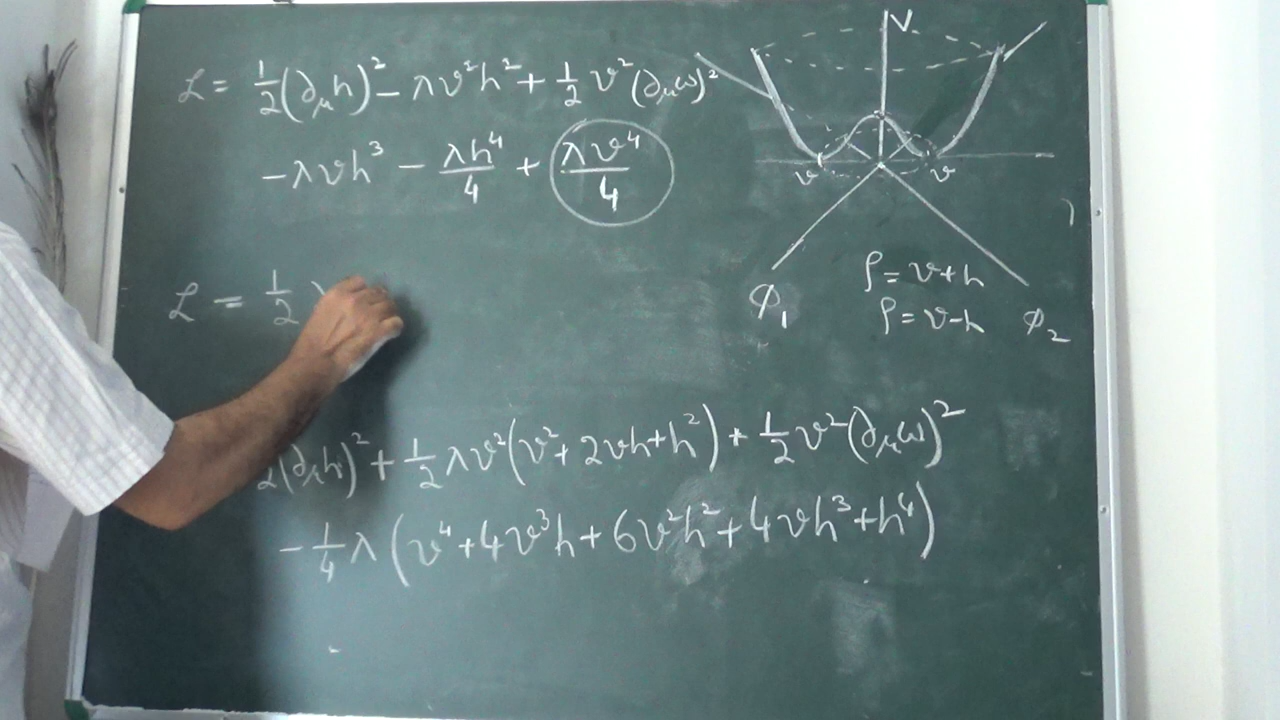 ℒ = ½(∂_μ h)² − λv²h² + ½ v² (∂_μ ω)²
− λvh³ − λh⁴/4 + λv⁴/4
ℒ = ½
2(∂_μ h)² + ½ λv²(v² + 2vh + h²) + ½ v² (∂_μ ω)²
− ¼ λ (v⁴ + 4v³h + 6v²h² + 4vh³ + h⁴)
V
v
v
ρ = v + h
ρ = v − h
φ₁
φ₂